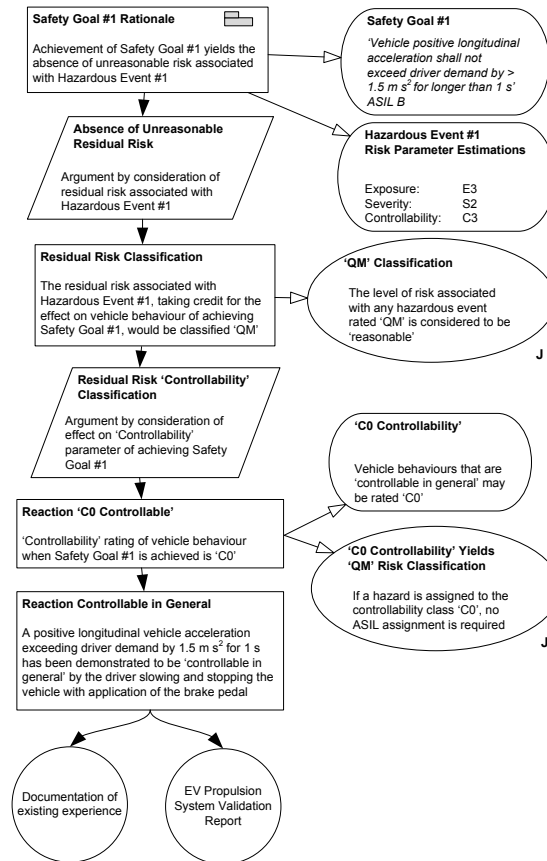 Safety Goal #1 Rationale
Achievement of Safety Goal #1 yields the
absence of unreasonable risk associated
with Hazardous Event #1
Safety Goal #1
'Vehicle positive longitudinal
acceleration shall not
exceed driver demand by >
1.5 m s² for longer than 1 s'
ASIL B
Hazardous Event #1
Risk Parameter Estimations
Exposure: E3
Severity: S2
Controllability: C3
Absence of Unreasonable
Residual Risk
Argument by consideration of
residual risk associated with
Hazardous Event #1
Residual Risk Classification
The residual risk associated with
Hazardous Event #1, taking credit for the
effect on vehicle behaviour of achieving
Safety Goal #1, would be classified 'QM'
'QM' Classification
The level of risk associated
with any hazardous event
rated 'QM' is considered to be
'reasonable'
J
Residual Risk 'Controllability'
Classification
Argument by consideration of
effect on 'Controllability'
parameter of achieving Safety
Goal #1
'C0 Controllability'
Vehicle behaviours that are
'controllable in general' may
be rated 'C0'
Reaction 'C0 Controllable'
'Controllability' rating of vehicle behaviour
when Safety Goal #1 is achieved is 'C0'
'C0 Controllability' Yields
'QM' Risk Classification
If a hazard is assigned to the
controllability class 'C0', no
ASIL assignment is required
J
Reaction Controllable in General
A positive longitudinal vehicle acceleration
exceeding driver demand by 1.5 m s² for 1 s
has been demonstrated to be 'controllable in
general' by the driver slowing and stopping the
vehicle with application of the brake pedal
Documentation of
existing experience
EV Propulsion
System Validation
Report